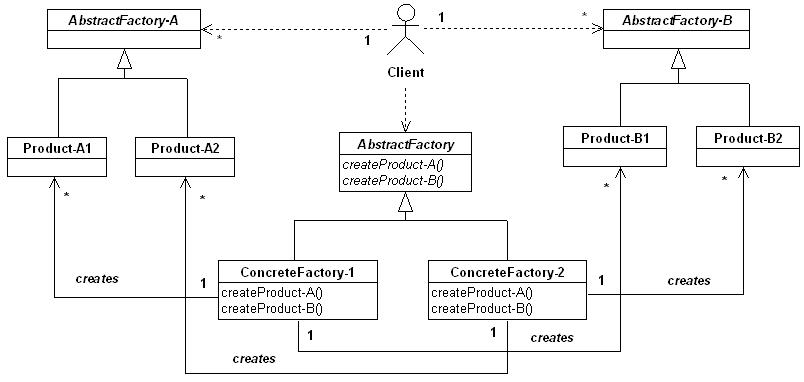 AbstractFactory-A
AbstractFactory-B
*
1
1
*
Client
Product-A1
Product-A2
AbstractFactory
createProduct-A()
createProduct-B()
Product-B1
Product-B2
*
*
*
*
creates
1
ConcreteFactory-1
createProduct-A()
createProduct-B()
ConcreteFactory-2
createProduct-A()
createProduct-B()
1
creates
1
1
creates
creates